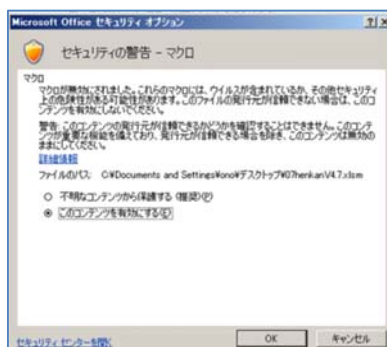 Microsoft Office セキュリティ オプション
セキュリティの警告 - マクロ
マクロ
マクロが無効にされました。これらのマクロには、ウイルスが含まれているか、その他セキュリティ
上の危険性がある可能性があります。このファイルの発行元が信頼できない場合は、このコ
ンテンツを有効にしないでください。
警告: このコンテンツの発行元が信頼できるかどうかを確認することはできません。このコンテ
ンツが重要な機能を備えており、発行元が信頼できる場合を除き、このコンテンツは無効の
ままにしてください。
詳細情報
ファイルのパス: C:¥Documents and Settings¥ono¥デスクトップ¥07henkanV4.7.xlsm
不明なコンテンツから保護する (推奨)(P)
このコンテンツを有効にする(E)
セキュリティ センターを開く
OK
キャンセル